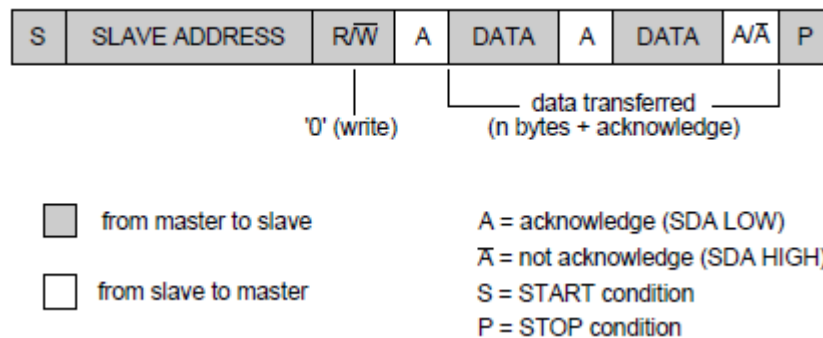 S SLAVE ADDRESS R/W̅ A DATA A DATA A/A̅ P
'0' (write)
data transferred
(n bytes + acknowledge)
from master to slave
from slave to master
A = acknowledge (SDA LOW)
A̅ = not acknowledge (SDA HIGH)
S = START condition
P = STOP condition